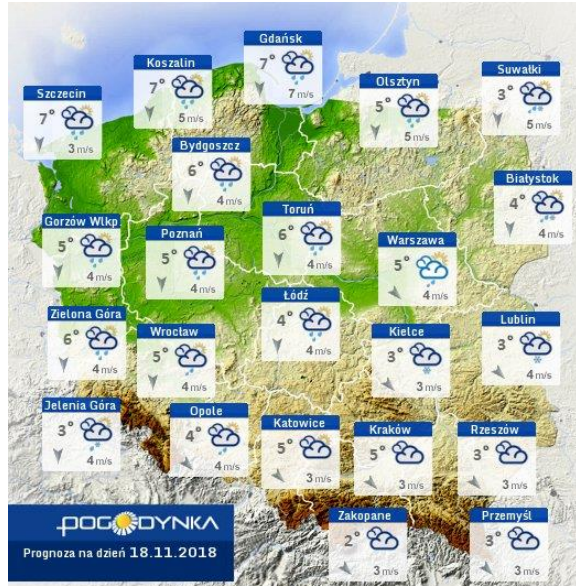 Gdańsk
7°
7 m/s
Koszalin
7°
5 m/s
Suwałki
3°
5 m/s
Olsztyn
5°
5 m/s
Szczecin
7°
3 m/s
Bydgoszcz
6°
4 m/s
Białystok
4°
4 m/s
Toruń
6°
4 m/s
Gorzów Wlkp
5°
4 m/s
Poznań
5°
4 m/s
Warszawa
5°
4 m/s
Łódź
4°
4 m/s
Zielona Góra
6°
4 m/s
Wrocław
5°
4 m/s
Kielce
3°
3 m/s
Lublin
3°
4 m/s
Jelenia Góra
3°
4 m/s
Opole
4°
4 m/s
Katowice
5°
3 m/s
Kraków
5°
3 m/s
Rzeszów
3°
3 m/s
Zakopane
2°
3 m/s
Przemyśl
3°
3 m/s
POGODYNKA
Prognoza na dzień 18.11.2018